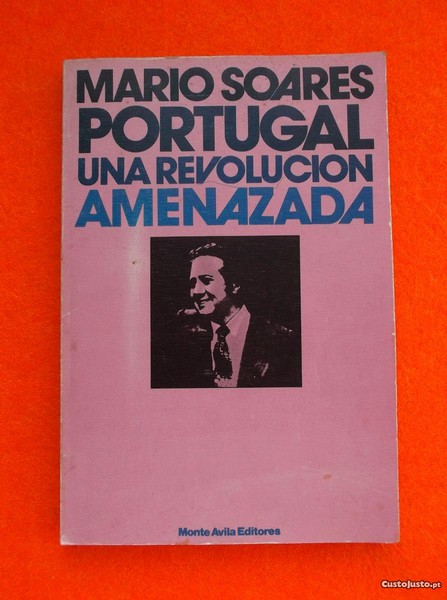 MARIO SOARES
PORTUGAL
UNA REVOLUCION
AMENAZADA
Monte Avila Editores
CustoJusto.pt